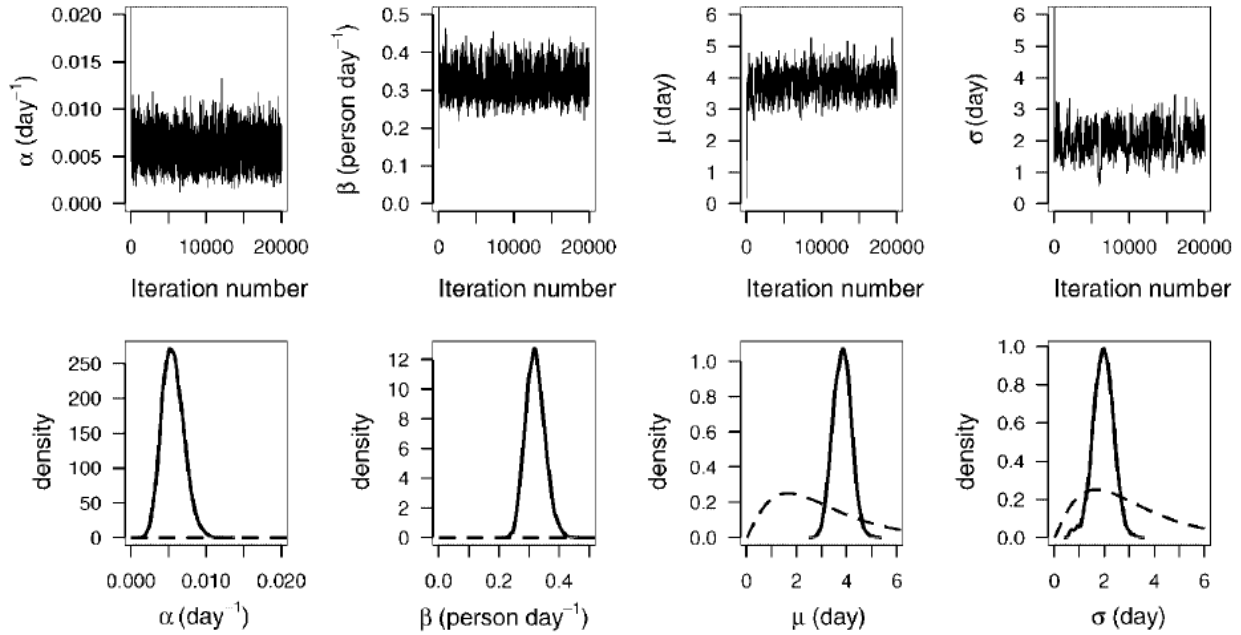 0.020
0.015
0.010
0.005
0.000
α (day⁻¹)
0 10000 20000
Iteration number
0.5
0.4
0.3
0.2
0.1
0.0
β (person day⁻¹)
0 10000 20000
Iteration number
6
5
4
3
2
1
0
μ (day)
0 10000 20000
Iteration number
6
5
4
3
2
1
0
σ (day)
0 10000 20000
Iteration number
250
200
150
100
50
0
density
0.000 0.010 0.020
α (day⁻¹)
12
10
8
6
4
2
0
density
0.0 0.2 0.4
β (person day⁻¹)
1.0
0.8
0.6
0.4
0.2
0.0
density
0 2 4 6
μ (day)
1.0
0.8
0.6
0.4
0.2
0.0
density
0 2 4 6
σ (day)